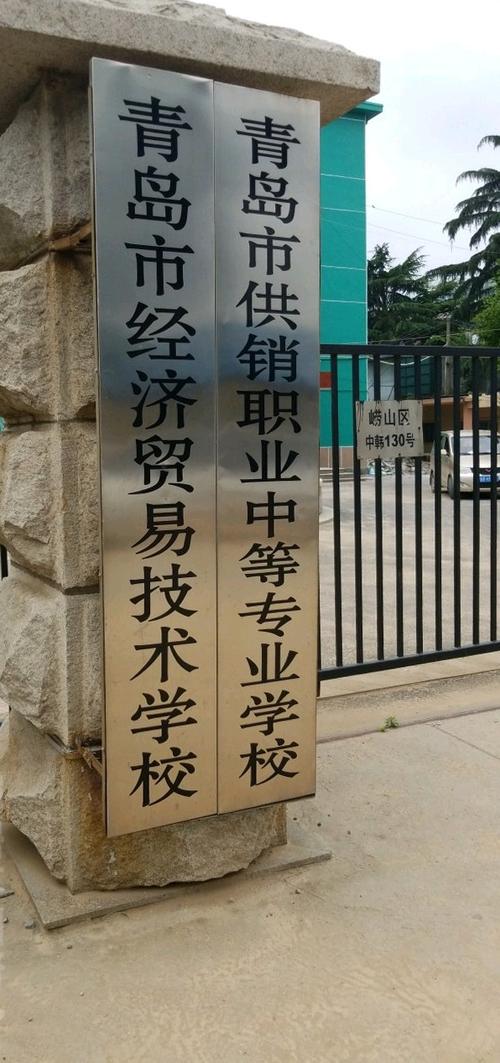 青岛市经济贸易技术学校
青岛市供销职业中等专业学校
崂山区
中韩130号